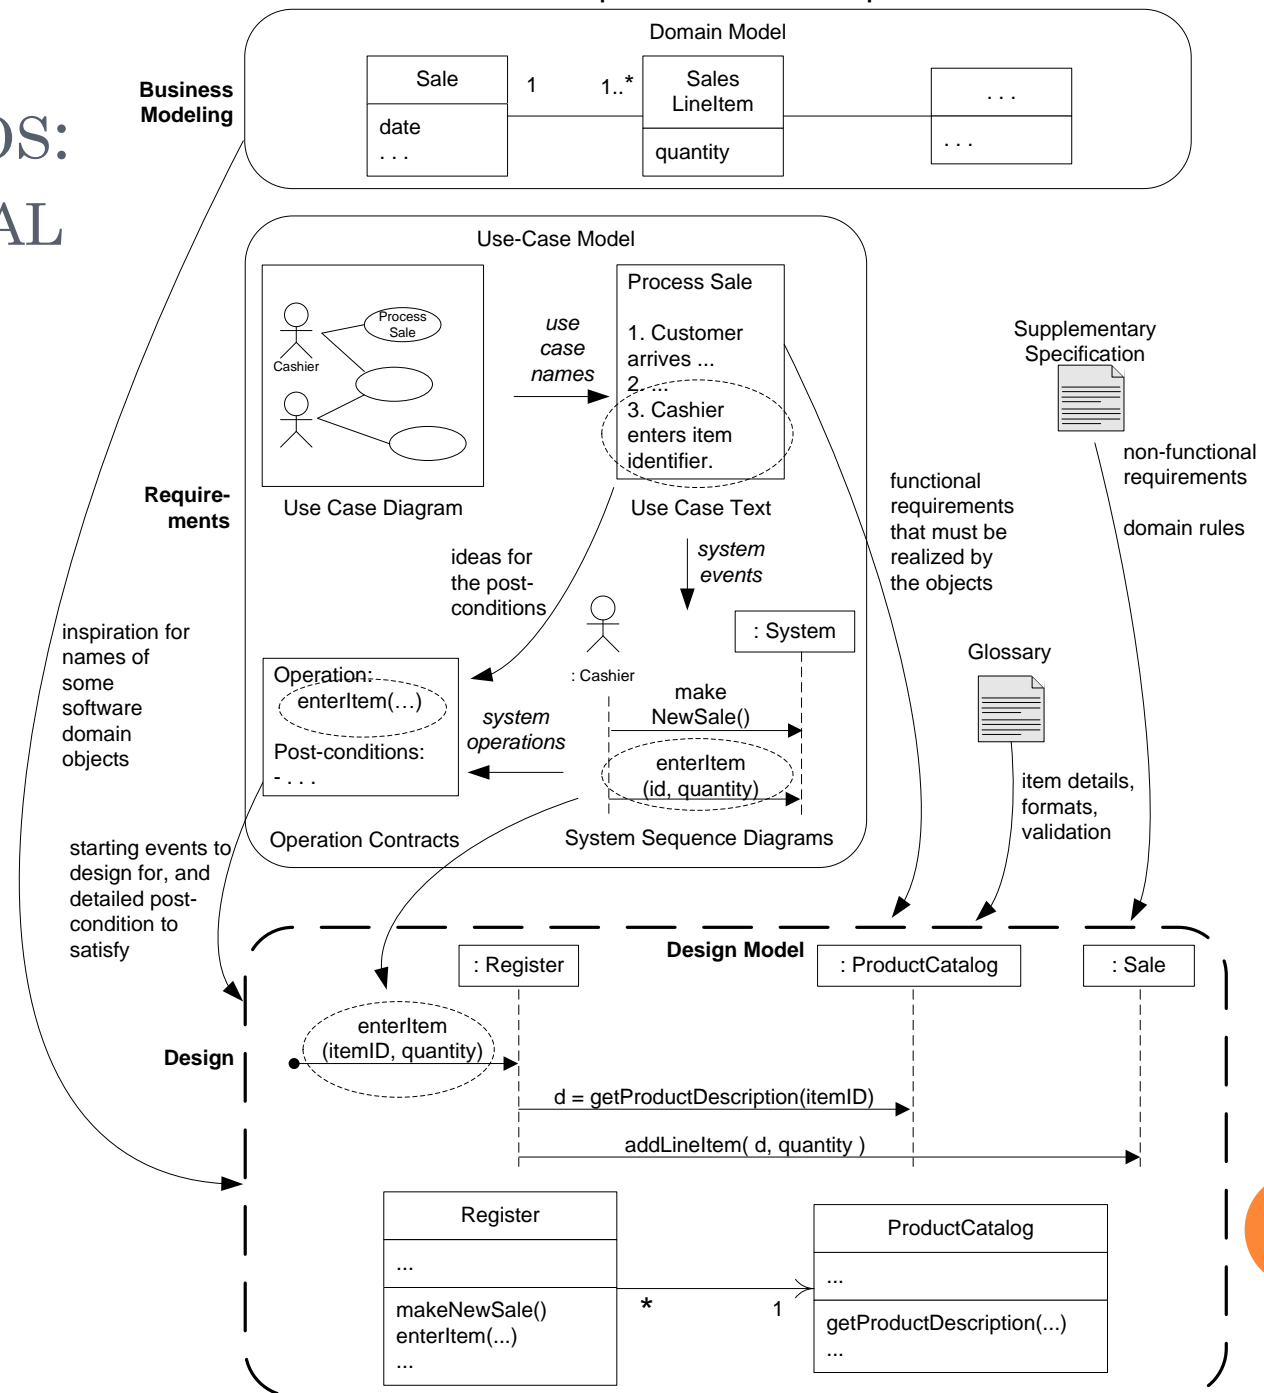 OS:
AL
Domain Model
Business
Modeling
Sale
date
. . .
1
1..*
Sales
LineItem
quantity
. . .
. . .
Use-Case Model
Cashier
Process
Sale
Use Case Diagram
use
case
names
Process Sale
1. Customer
arrives ...
2. ...
3. Cashier
enters item
identifier.
Use Case Text
Require-
ments
ideas for
the post-
conditions
system
events
: Cashier
: System
make
NewSale()
enterItem
(id, quantity)
System Sequence Diagrams
system
operations
Operation:
enterItem(…)
Post-conditions:
- . . .
Operation Contracts
functional
requirements
that must be
realized by
the objects
Supplementary
Specification
non-functional
requirements
domain rules
Glossary
item details,
formats,
validation
inspiration for
names of
some
software
domain
objects
starting events to
design for, and
detailed post-
condition to
satisfy
Design Model
: Register
: ProductCatalog
: Sale
Design
enterItem
(itemID, quantity)
d = getProductDescription(itemID)
addLineItem( d, quantity )
Register
...
makeNewSale()
enterItem(...)
...
*
1
ProductCatalog
...
getProductDescription(...)
...